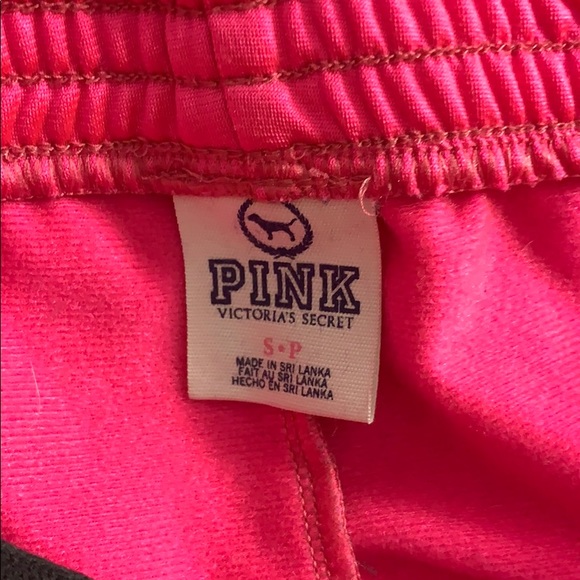 PINK
VICTORIA'S SECRET
S•P
MADE IN SRI LANKA
FAIT AU SRI LANKA
HECHO EN SRI LANKA